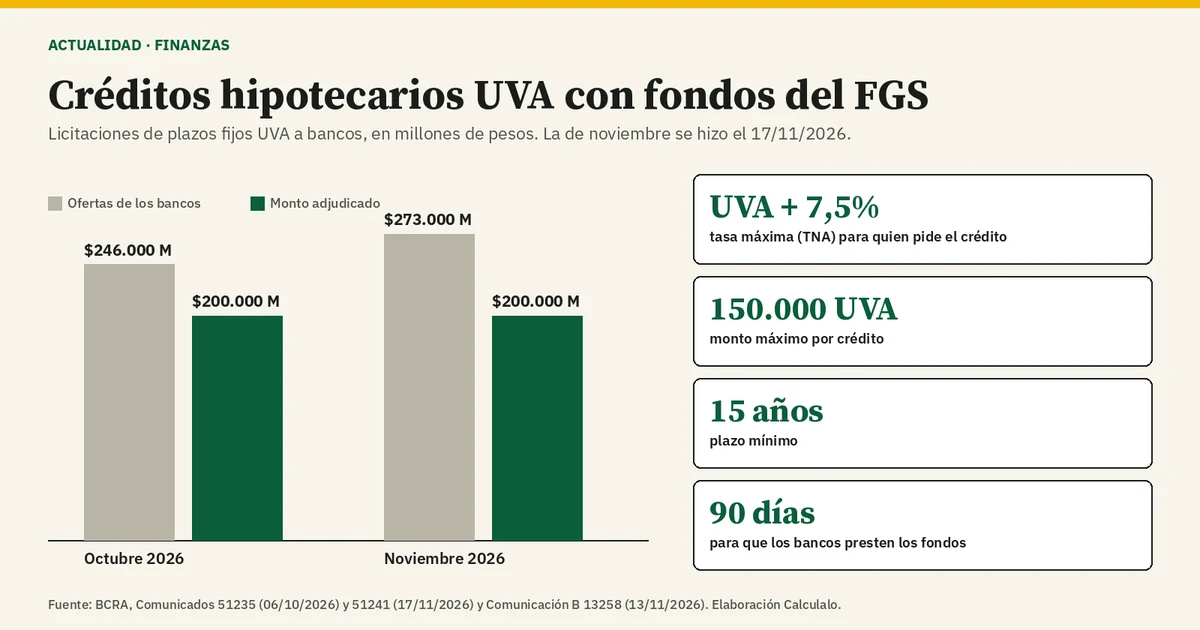 ACTUALIDAD · FINANZAS
Créditos hipotecarios UVA con fondos del FGS
Licitaciones de plazos fijos UVA a bancos, en millones de pesos. La de noviembre se hizo el 17/11/2026.
Ofertas de los bancos
Monto adjudicado
$246.000 M
$200.000 M
$273.000 M
$200.000 M
Octubre 2026
Noviembre 2026
UVA + 7,5%
tasa máxima (TNA) para quien pide el crédito
150.000 UVA
monto máximo por crédito
15 años
plazo mínimo
90 días
para que los bancos presten los fondos
Fuente: BCRA, Comunicados 51235 (06/10/2026) y 51241 (17/11/2026) y Comunicación B 13258 (13/11/2026). Elaboración Calculalo.